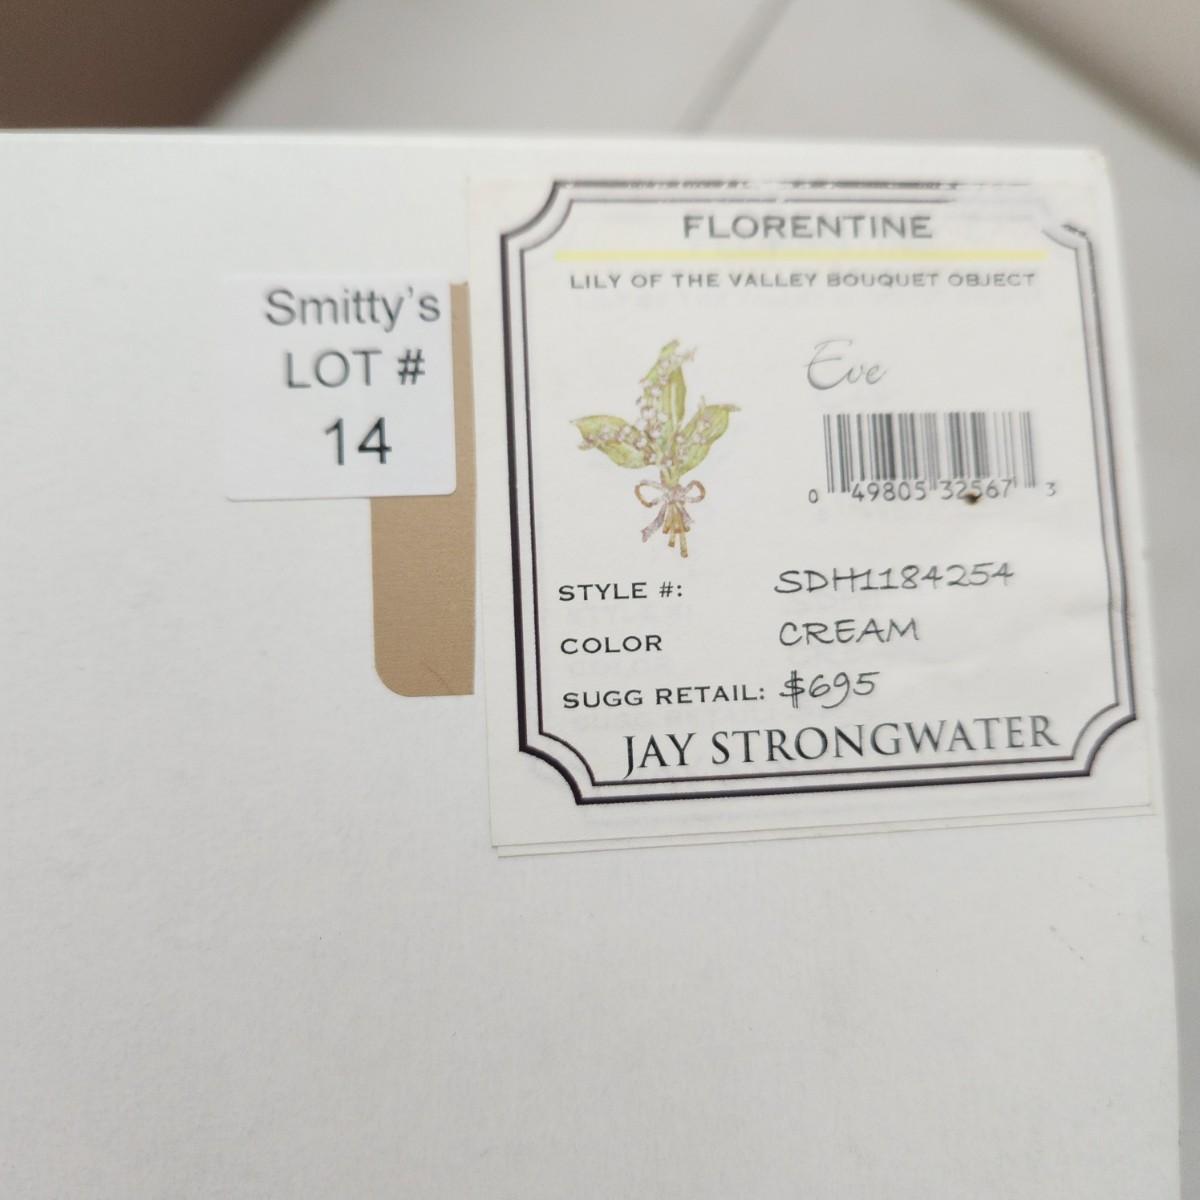 Smitty's
LOT #
14
FLORENTINE
LILY OF THE VALLEY BOUQUET OBJECT
Eve
0 49805 32567 3
STYLE #: SDH1184254
COLOR CREAM
SUGG RETAIL: $695
JAY STRONGWATER